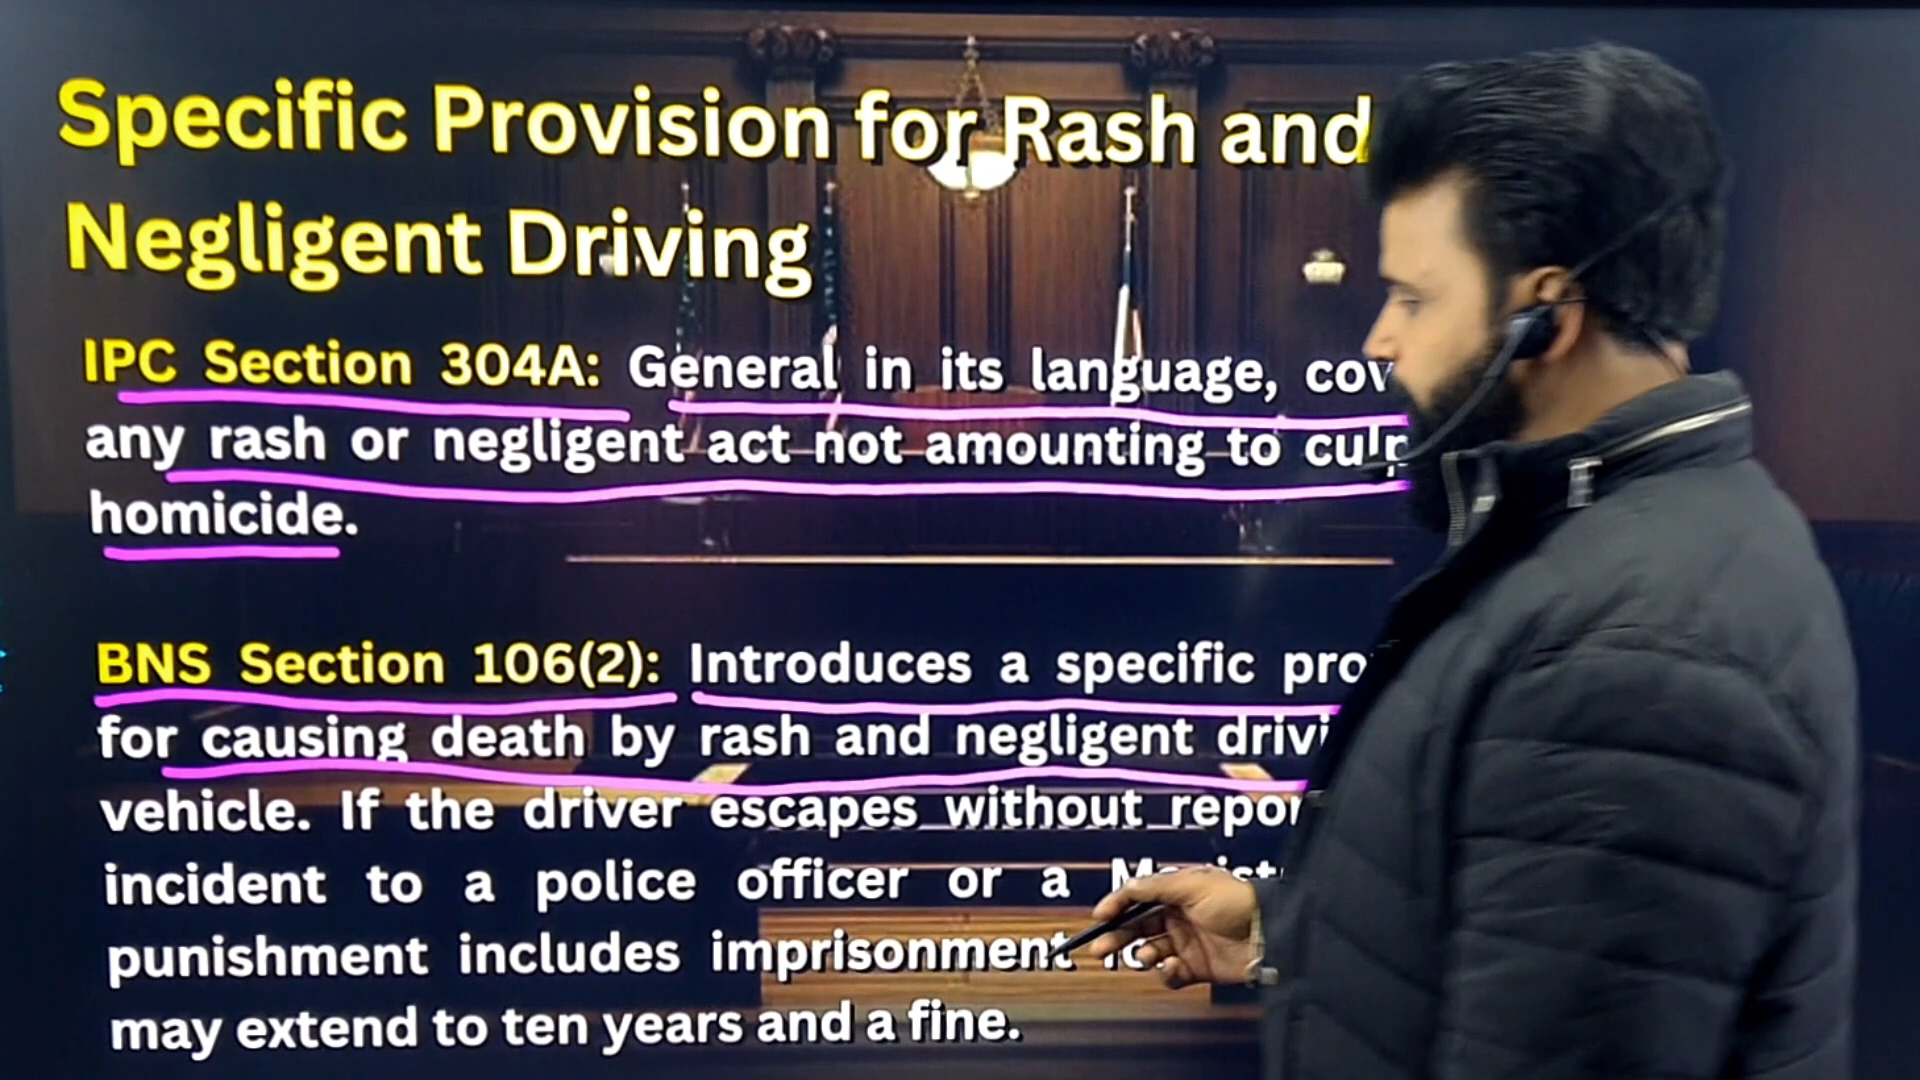 Specific Provision for Rash and
Negligent Driving
IPC Section 304A: General in its language,
any rash or negligent act not amounting to
homicide.
BNS Section 106(2): Introduces a specific
for causing death by rash and negligent
vehicle. If the driver escapes without
incident to a police officer or a
punishment includes imprisonment
may extend to ten years and a fine.